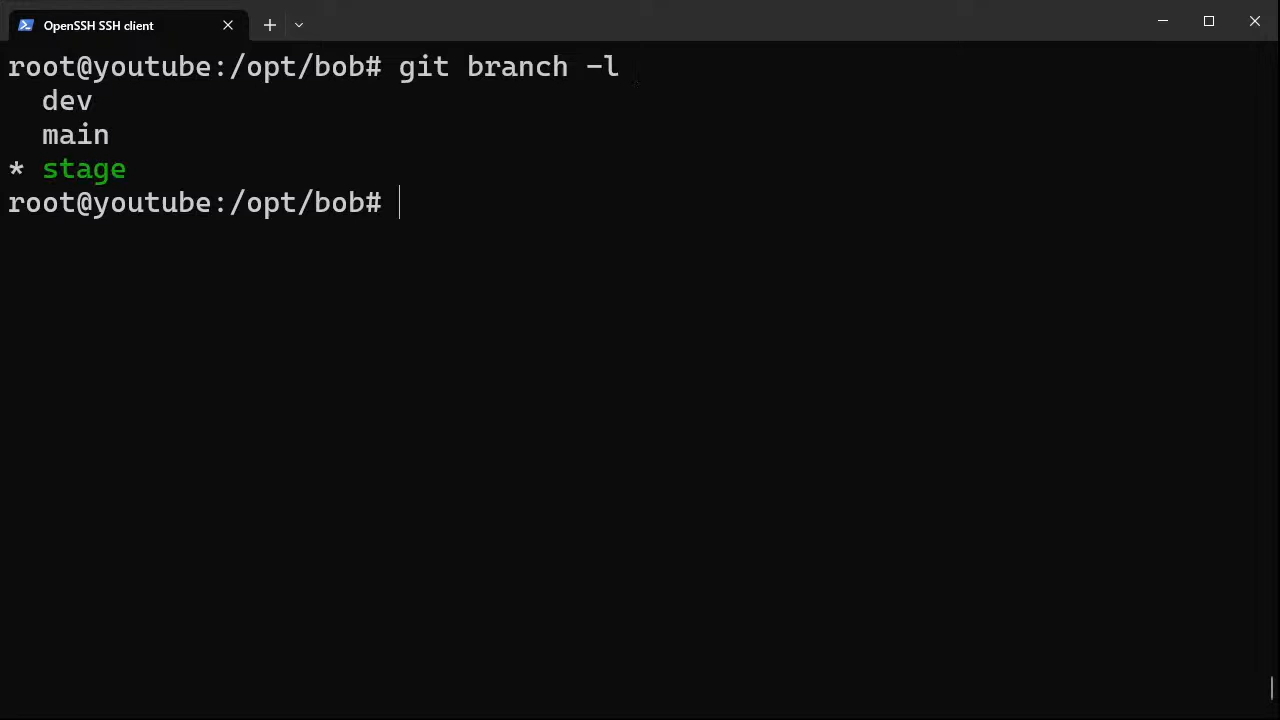 OpenSSH SSH client
root@youtube:/opt/bob# git branch -l
  dev
  main
* stage
root@youtube:/opt/bob#